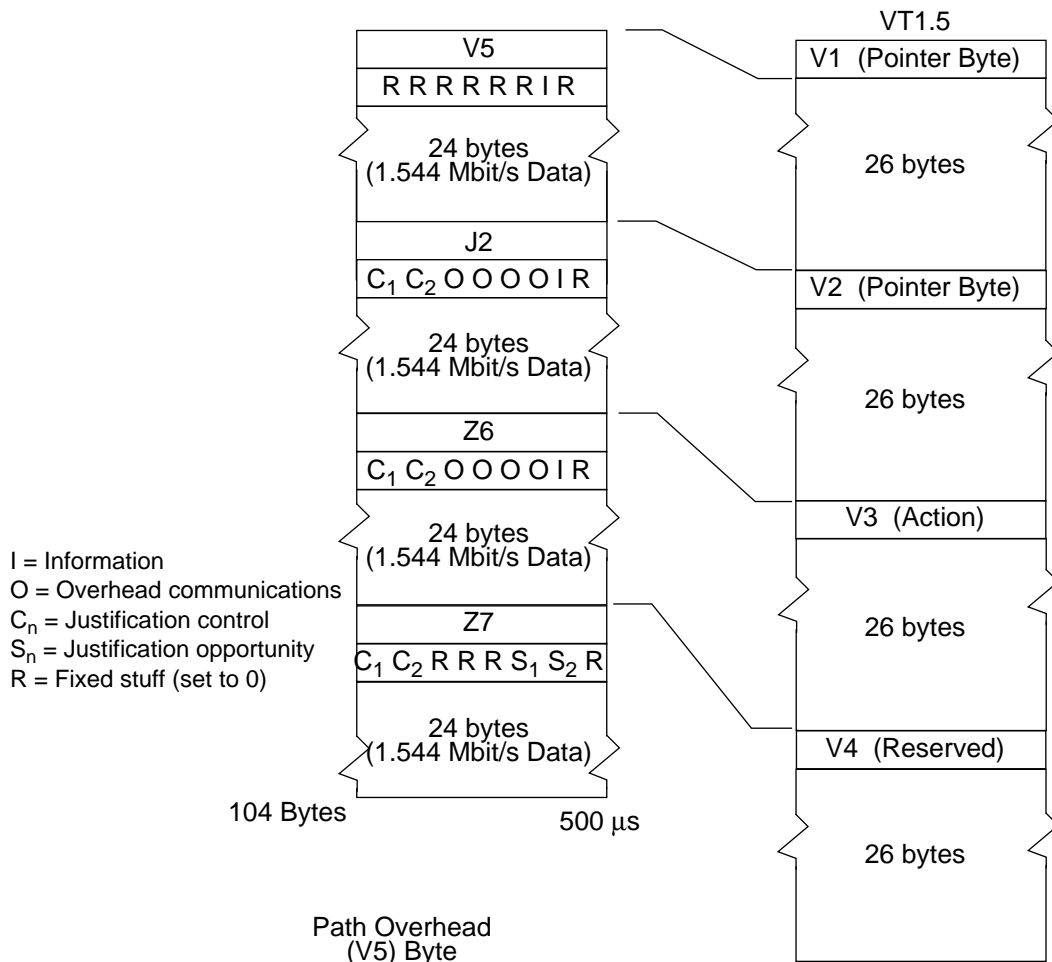 V5
R R R R R R I R
24 bytes
(1.544 Mbit/s Data)
J2
C1 C2 O O O O I R
24 bytes
(1.544 Mbit/s Data)
Z6
C1 C2 O O O O I R
24 bytes
(1.544 Mbit/s Data)
Z7
C1 C2 R R R S1 S2 R
24 bytes
(1.544 Mbit/s Data)
104 Bytes
500 μs
I = Information
O = Overhead communications
Cn = Justification control
Sn = Justification opportunity
R = Fixed stuff (set to 0)
VT1.5
V1 (Pointer Byte)
26 bytes
V2 (Pointer Byte)
26 bytes
V3 (Action)
26 bytes
V4 (Reserved)
26 bytes
Path Overhead
(V5) Byte